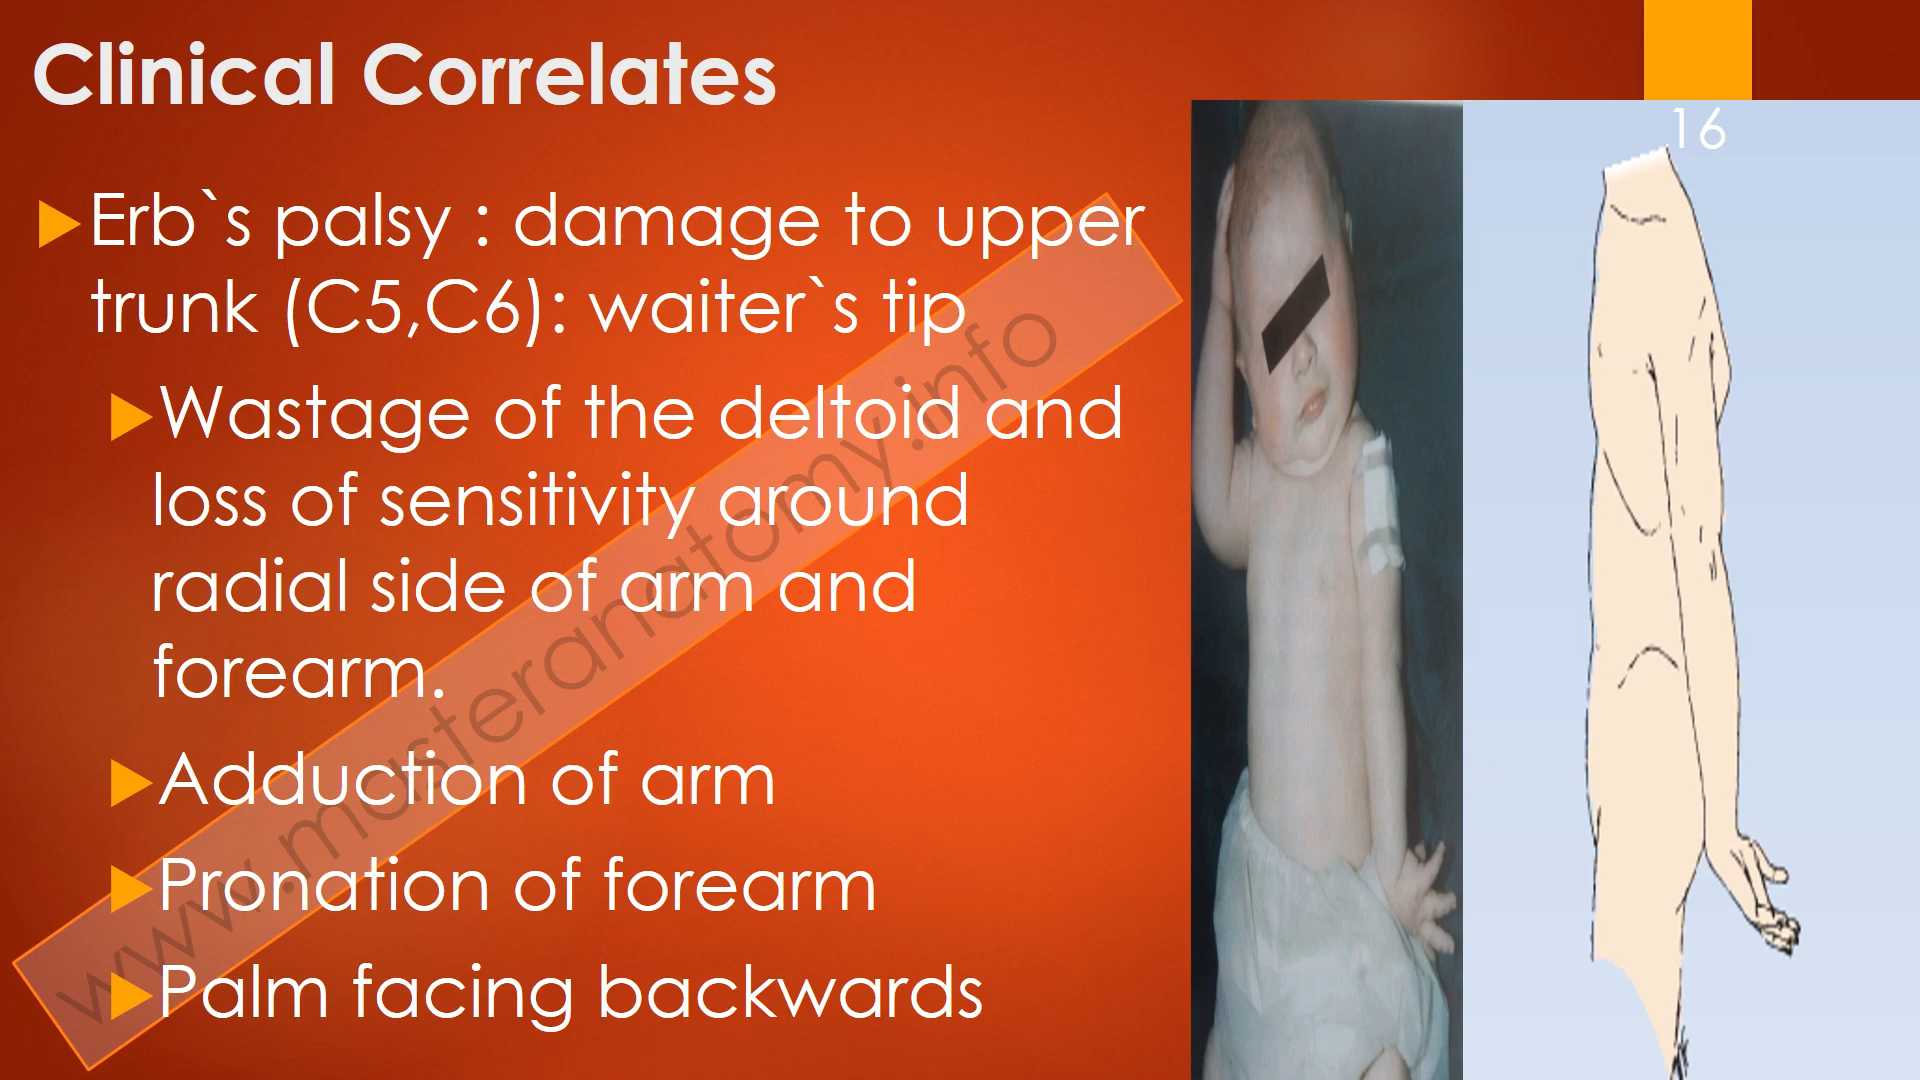 Clinical Correlates
16
Erb`s palsy : damage to upper
trunk (C5,C6): waiter`s tip
Wastage of the deltoid and
loss of sensitivity around
radial side of arm and
forearm.
Adduction of arm
Pronation of forearm
Palm facing backwards
www.masteranatomy.info